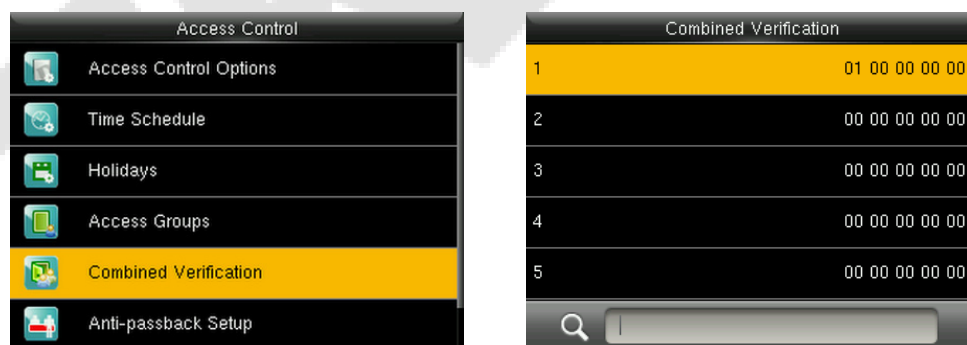 Access Control
Access Control Options
Time Schedule
Holidays
Access Groups
Combined Verification
Anti-passback Setup
Combined Verification
1 01 00 00 00 00
2 00 00 00 00 00
3 00 00 00 00 00
4 00 00 00 00 00
5 00 00 00 00 00